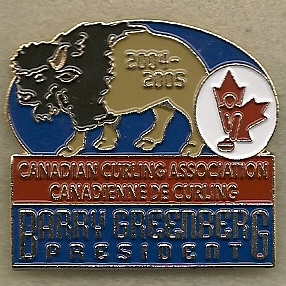 2004-
2005
CANADIAN CURLING ASSOCIATION
CANADIENNE DE CURLING
BARRY GREENBERG
PRESIDENT